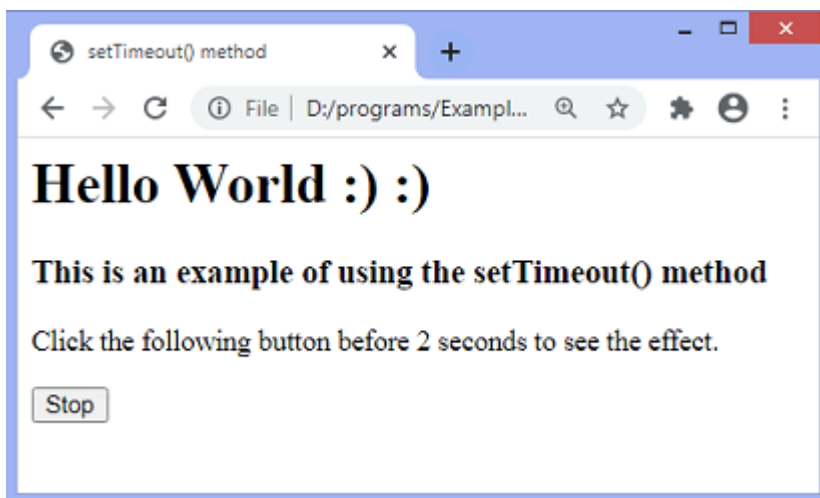 setTimeout() method
File | D:/programs/Exampl...
Hello World :) :)
This is an example of using the setTimeout() method
Click the following button before 2 seconds to see the effect.
Stop